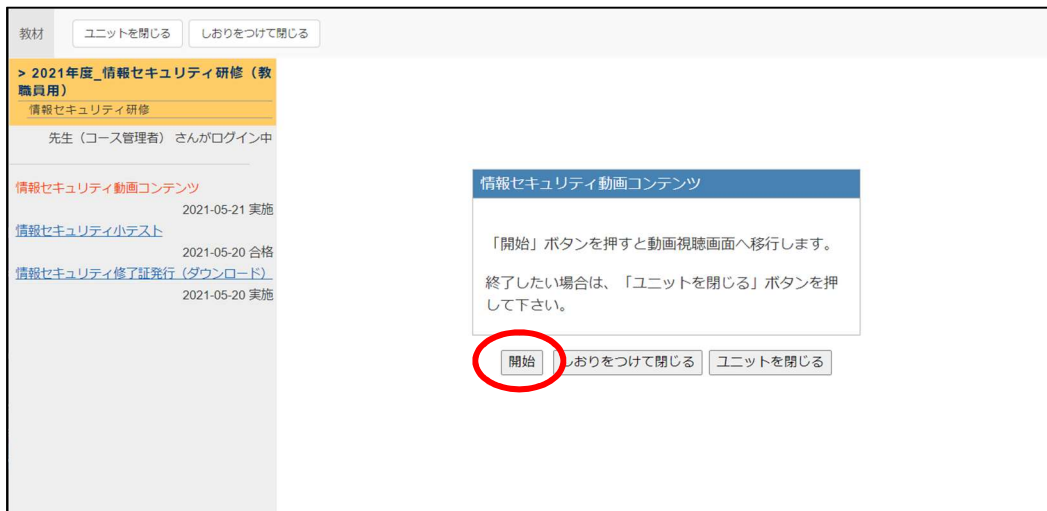 教材 ユニットを閉じる しおりをつけて閉じる
> 2021年度_情報セキュリティ研修（教
職員用）
情報セキュリティ研修
先生（コース管理者） さんがログイン中
情報セキュリティ動画コンテンツ
2021-05-21 実施
情報セキュリティ小テスト
2021-05-20 合格
情報セキュリティ修了証発行（ダウンロード）
2021-05-20 実施
情報セキュリティ動画コンテンツ
「開始」ボタンを押すと動画視聴画面へ移行します。
終了したい場合は、「ユニットを閉じる」ボタンを押
して下さい。
開始 しおりをつけて閉じる ユニットを閉じる